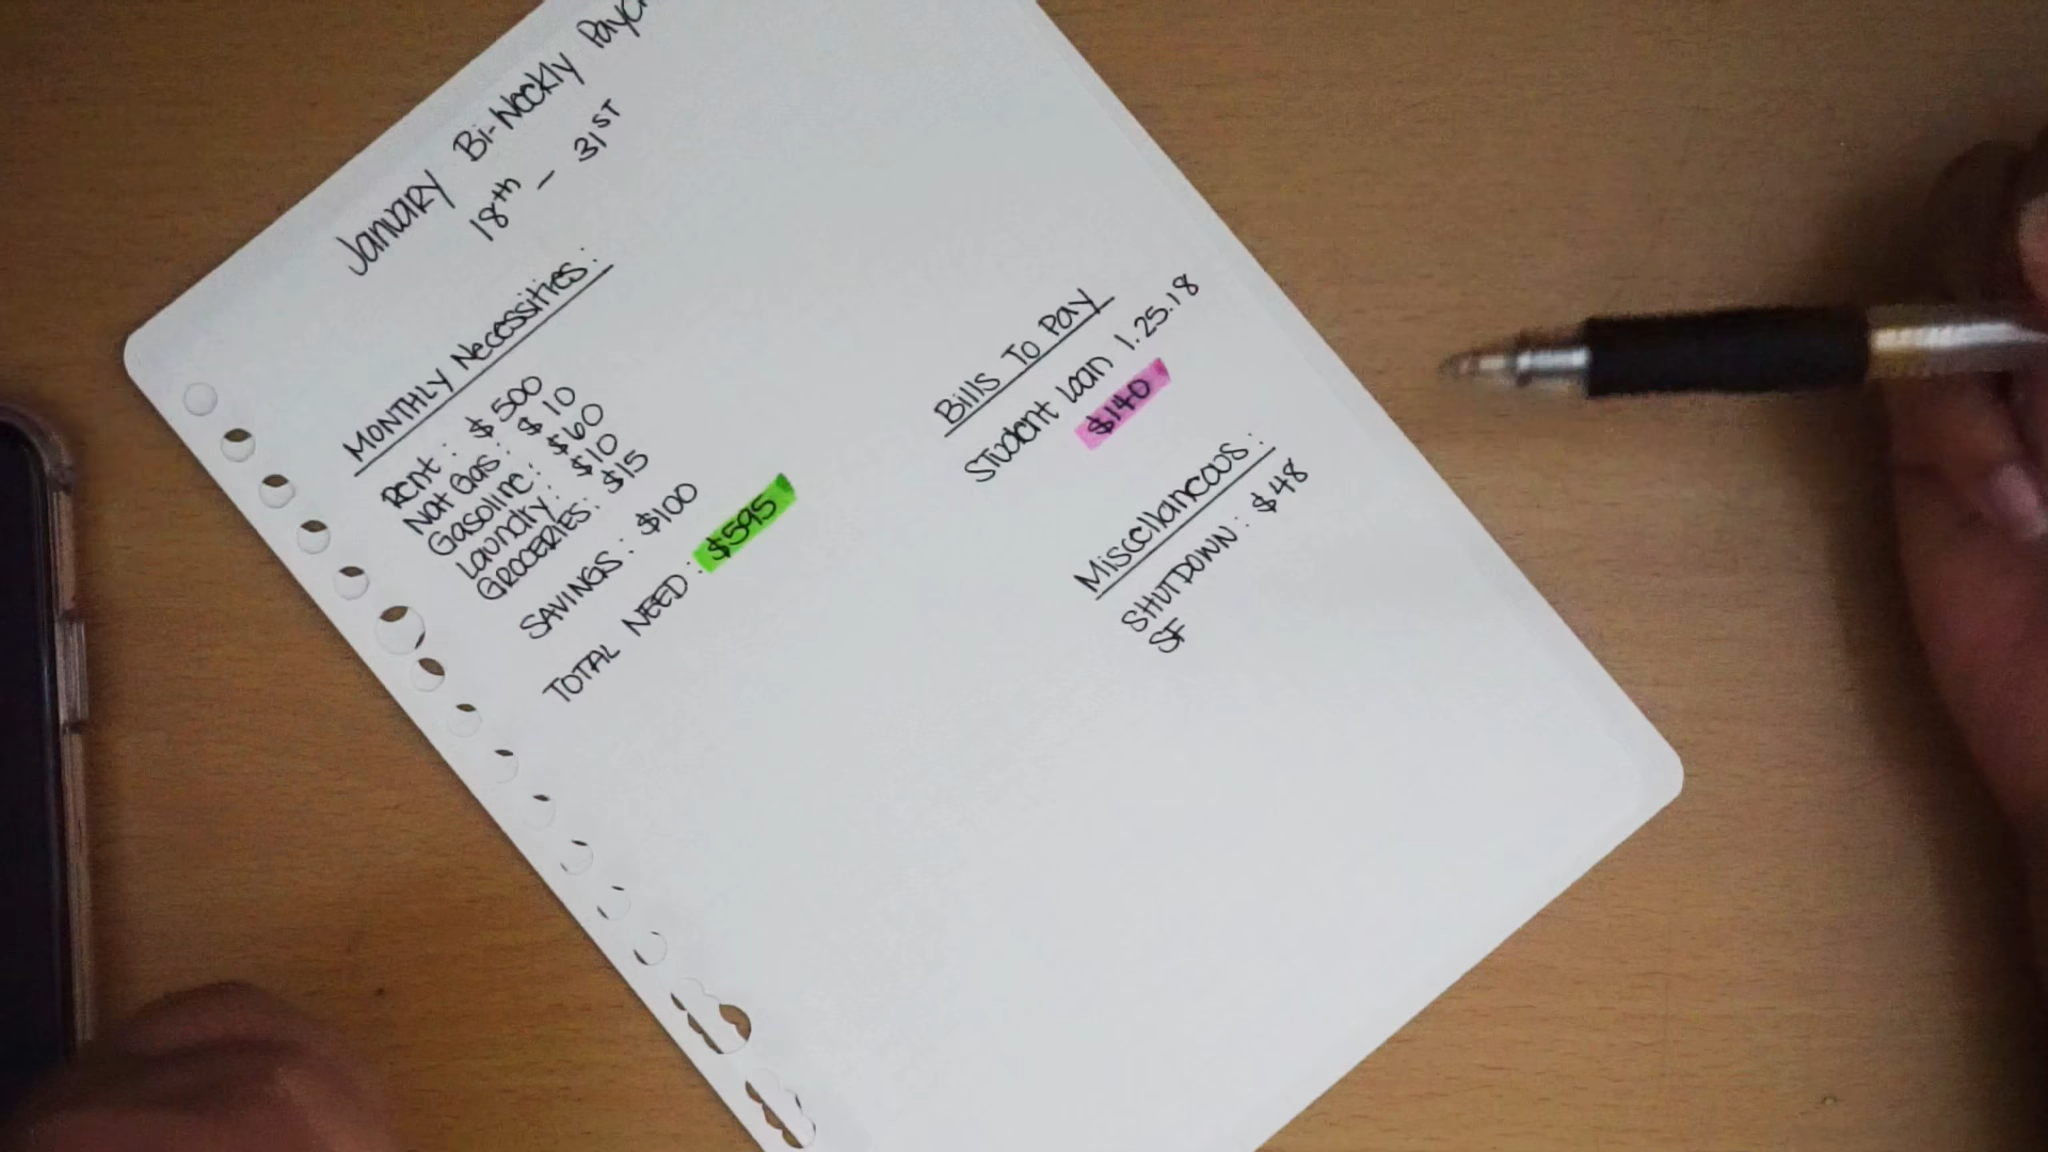 January Bi-Weekly
18th - 31ST
MONTHLY Necessities:
Rent: $500
Nat Gas: $10
Gasoline: $60
Laundry: $10
GROCERIES: $15
SAVINGS: $100
TOTAL NEED: $595
Bills To Pay
Student Loan 1.25.18
$140
Miscellaneous:
SHUTDOWN: $48
SF